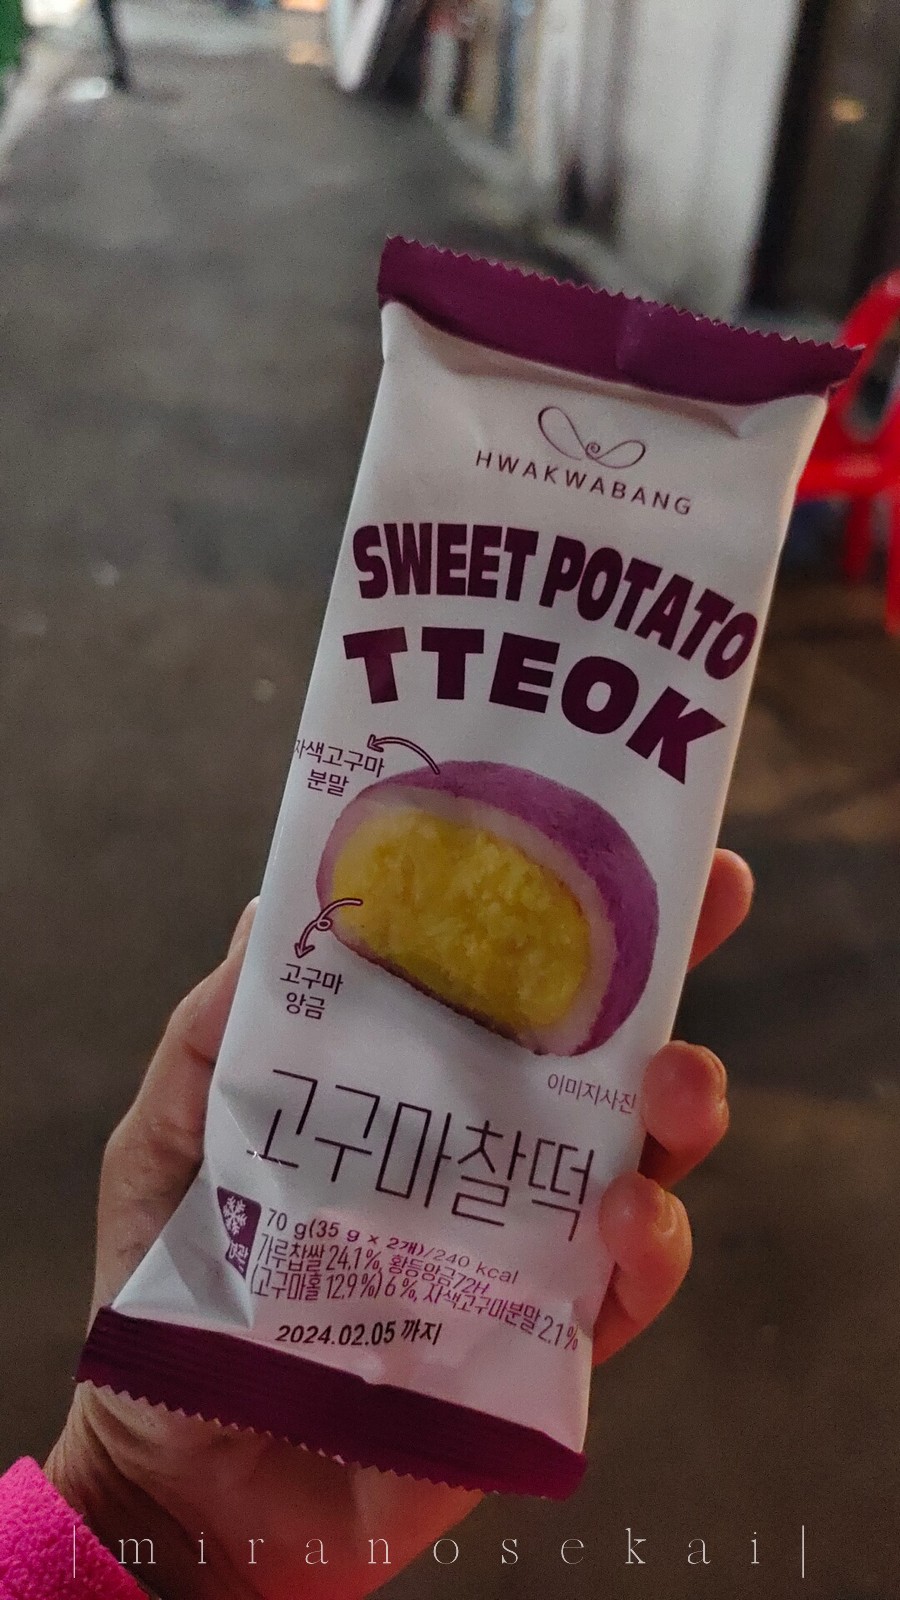 HWAKWABANG
SWEET POTATO
TTEOK
자색고구마
분말
고구마
앙금
이미지사진
고구마찰떡
70 g(35 g × 2개)/240 kcal
가루찹쌀 24.1%, 황등앙금72H
(고구마홀 12.9%) 6%, 자색고구마분말 2.1%
2024.02.05 까지
| m i r a n o s e k a i |